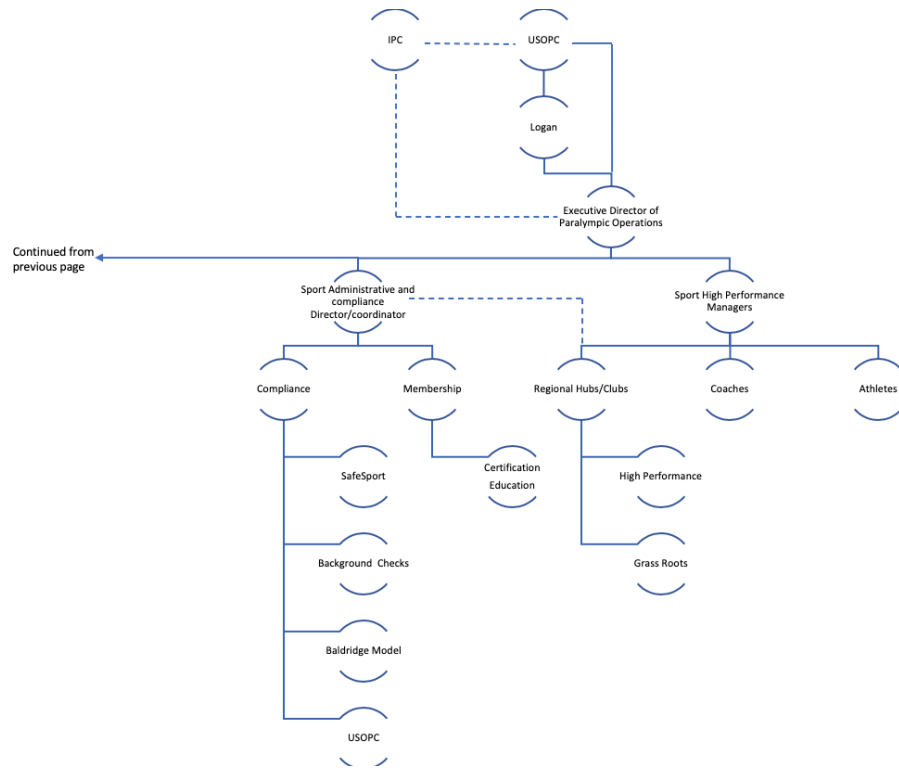 IPC
USOPC
Logan
Executive Director of
Paralympic Operations
Continued from
previous page
Sport Administrative and
compliance
Director/coordinator
Sport High Performance
Managers
Compliance
Membership
Regional Hubs/Clubs
Coaches
Athletes
SafeSport
Certification
Education
High Performance
Background Checks
Grass Roots
Baldridge Model
USOPC